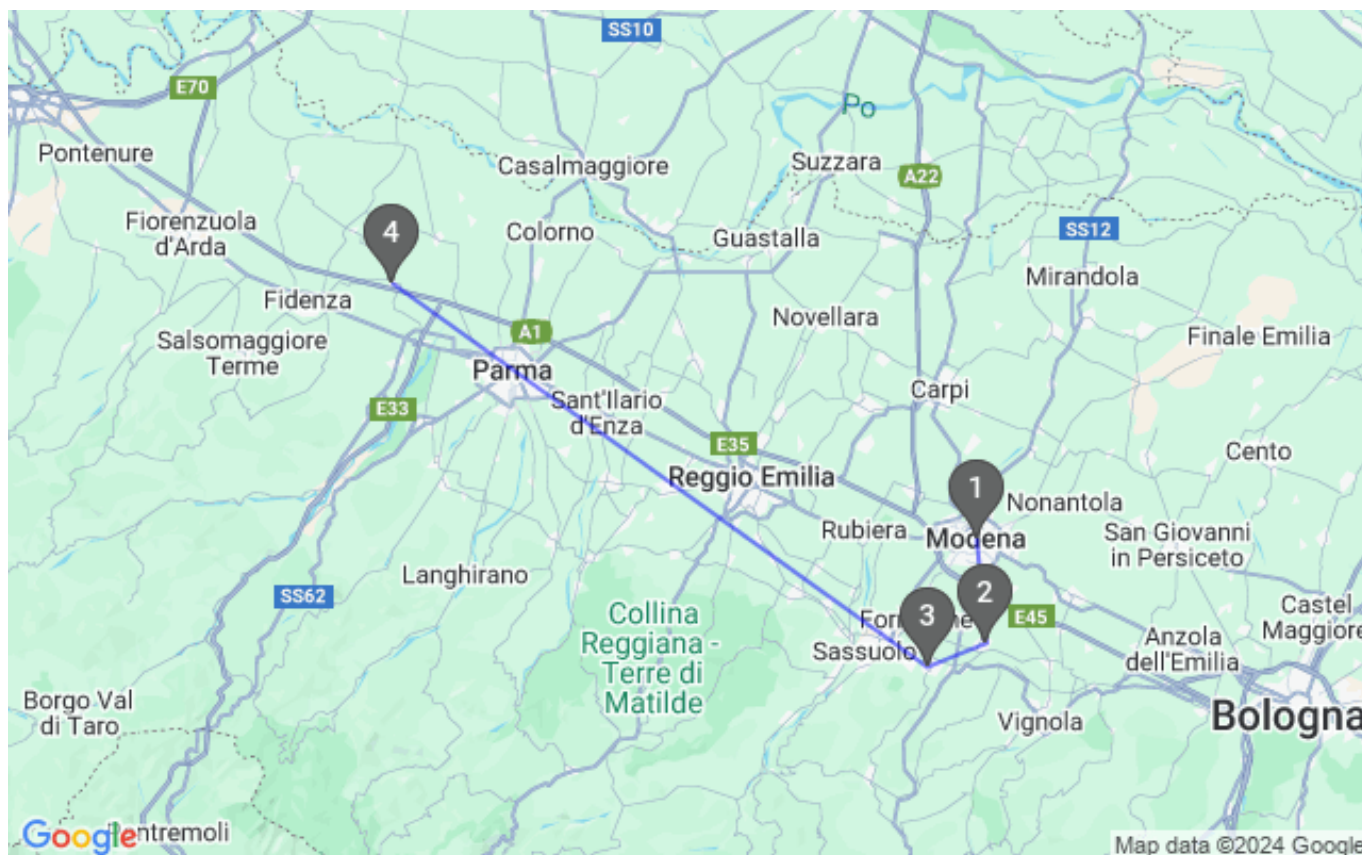 SS10
E70
Po
Pontenure
Casalmaggiore
Suzzara
A22
Fiorenzuola
d'Arda
4
Colorno
Guastalla
SS12
Mirandola
Fidenza
Novellara
A1
Salsomaggiore
Terme
Finale Emilia
Parma
Carpi
E33
Sant'Ilario
d'Enza
E35
Cento
Reggio Emilia
1
Nonantola
Rubiera
Modena
San Giovanni
in Persiceto
Langhirano
SS62
2
Collina
Reggiana -
Terre di
Matilde
3
E45
Castel
Maggiore
Sassuolo
Anzola
dell'Emilia
Borgo Val
di Taro
Vignola
Bologna
Google
Map data ©2024 Google